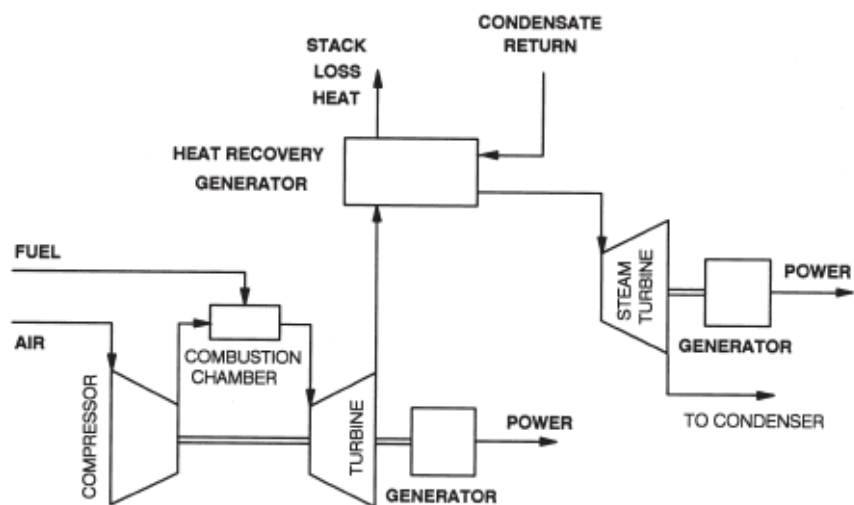 STACK
LOSS
HEAT
CONDENSATE
RETURN
HEAT RECOVERY
GENERATOR
FUEL
AIR
COMBUSTION
CHAMBER
COMPRESSOR
TURBINE
POWER
GENERATOR
STEAM
TURBINE
POWER
GENERATOR
TO CONDENSER